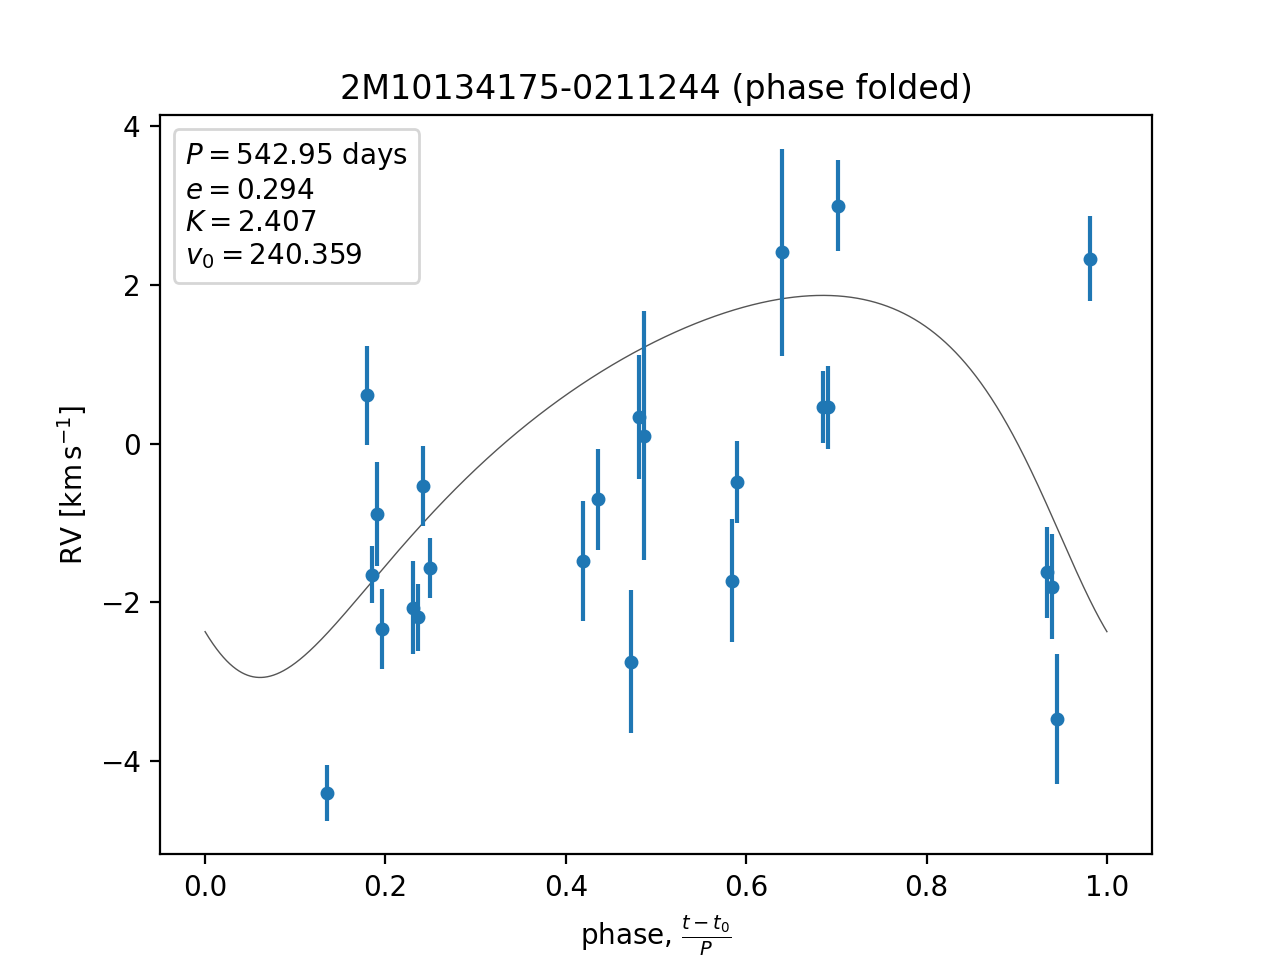 2M10134175-0211244 (phase folded)
P = 542.95 days
e = 0.294
K = 2.407
v₀ = 240.359
4
2
0
−2
−4
RV [km s⁻¹]
0.0 0.2 0.4 0.6 0.8 1.0
phase, (t − t₀)/P